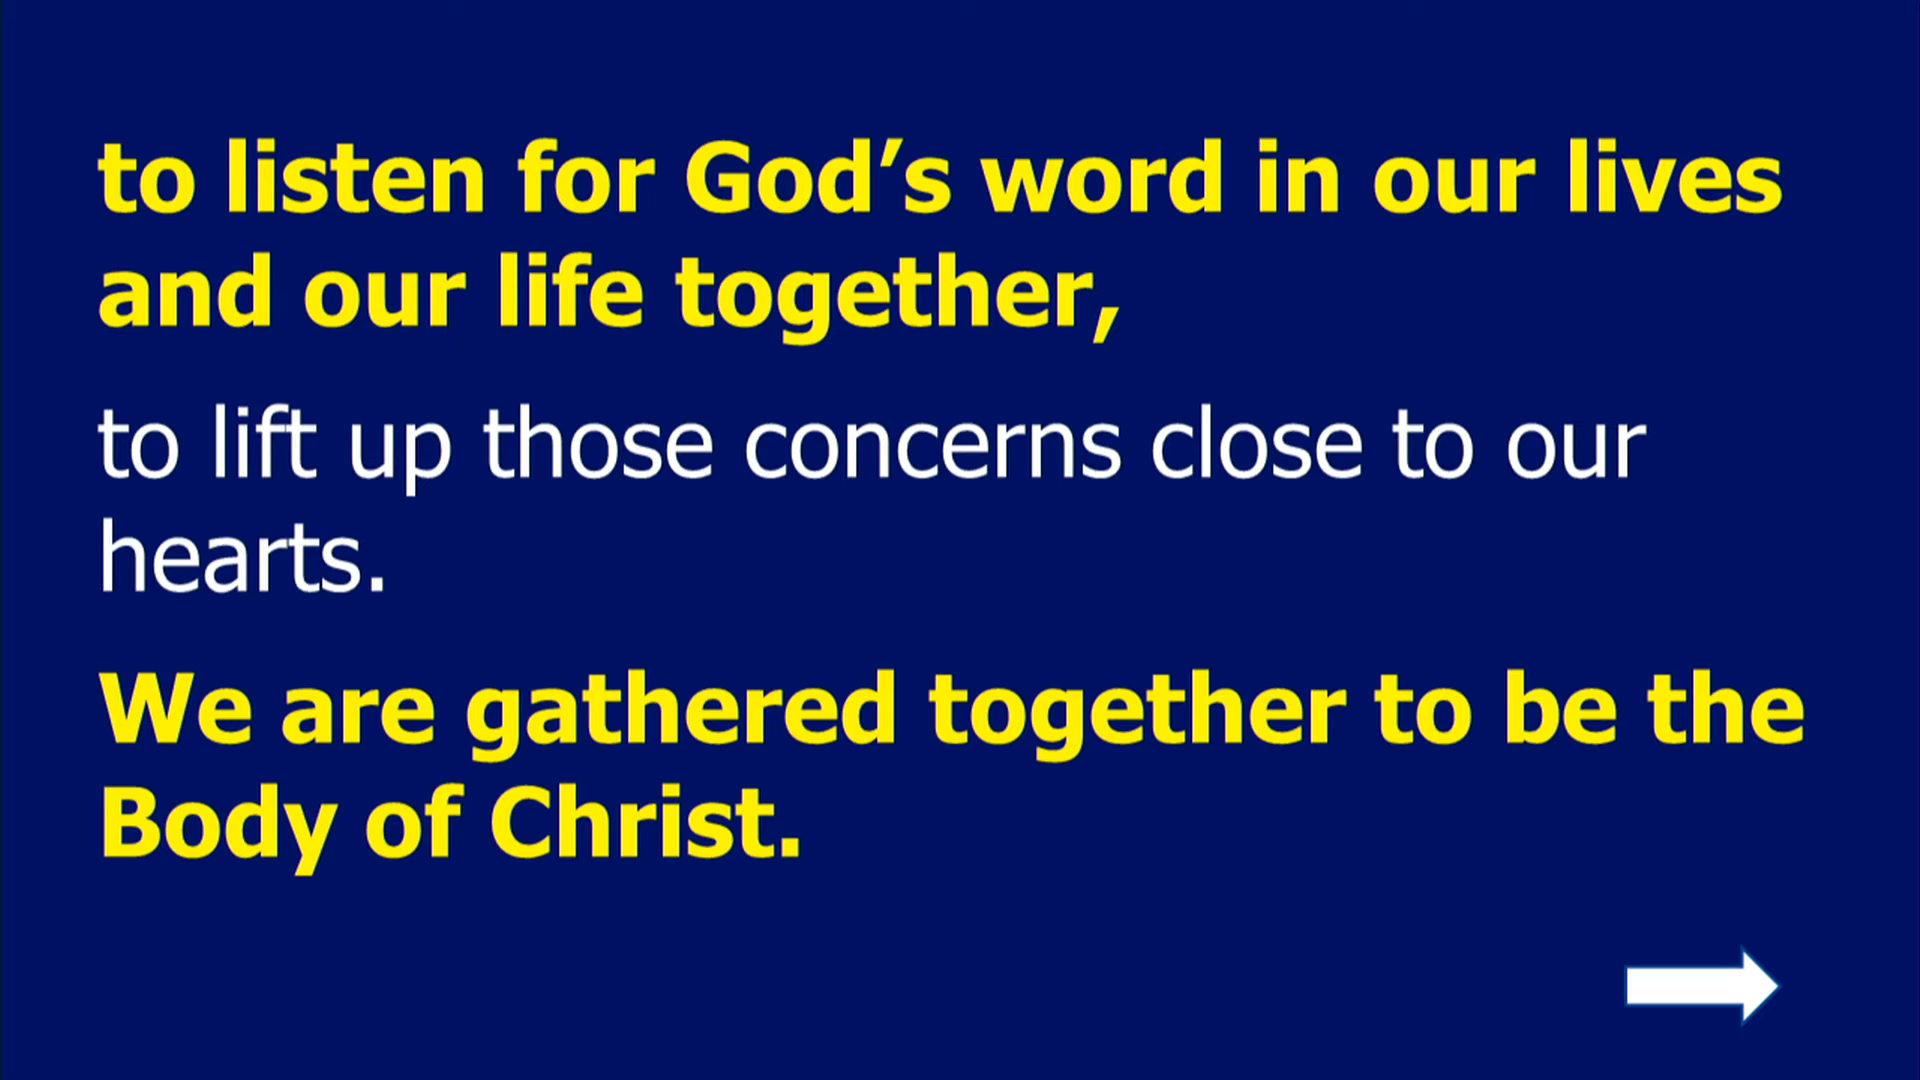 to listen for God’s word in our lives
and our life together,
to lift up those concerns close to our
hearts.
We are gathered together to be the
Body of Christ.